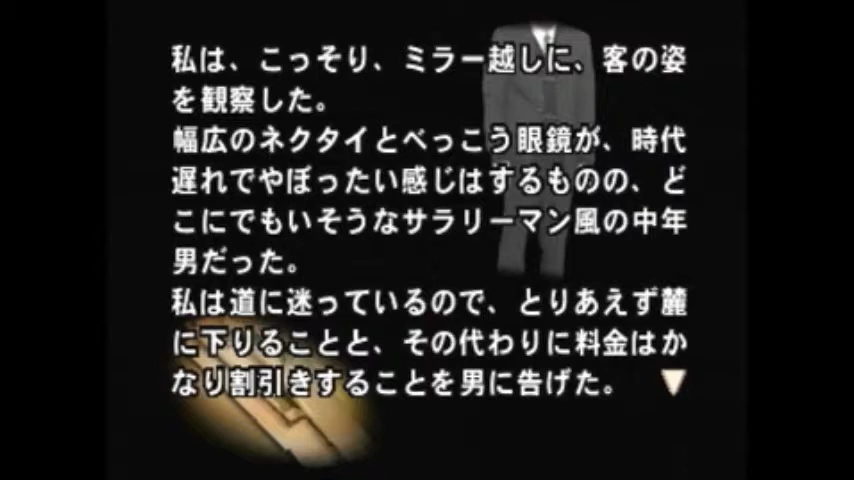 私は、こっそり、ミラー越しに、客の姿
を観察した。
幅広のネクタイとべっこう眼鏡が、時代
遅れでやぼったい感じはするものの、ど
こにでもいそうなサラリーマン風の中年
男だった。
私は道に迷っているので、とりあえず麓
に下りることと、その代わりに料金はか
なり割引きすることを男に告げた。